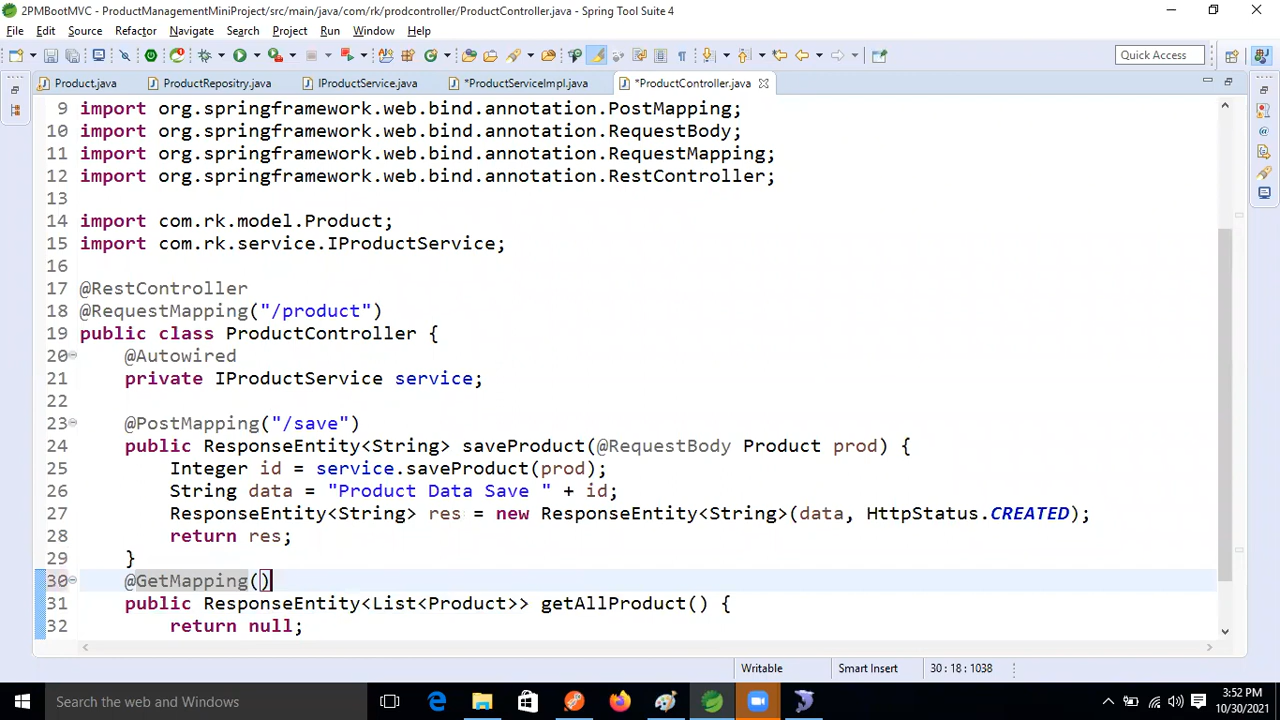 2PMBootMVC - ProductManagementMiniProject/src/main/java/com/rk/prodcontroller/ProductController.java - Spring Tool Suite 4
File Edit Source Refactor Navigate Search Project Run Window Help
Quick Access
Product.java ProductRepositry.java IProductService.java *ProductServiceImpl.java *ProductController.java
9 import org.springframework.web.bind.annotation.PostMapping;
10 import org.springframework.web.bind.annotation.RequestBody;
11 import org.springframework.web.bind.annotation.RequestMapping;
12 import org.springframework.web.bind.annotation.RestController;
13
14 import com.rk.model.Product;
15 import com.rk.service.IProductService;
16
17 @RestController
18 @RequestMapping("/product")
19 public class ProductController {
20 @Autowired
21 private IProductService service;
22
23 @PostMapping("/save")
24 public ResponseEntity<String> saveProduct(@RequestBody Product prod) {
25 Integer id = service.saveProduct(prod);
26 String data = "Product Data Save " + id;
27 ResponseEntity<String> res = new ResponseEntity<String>(data, HttpStatus.CREATED);
28 return res;
29 }
30 @GetMapping()
31 public ResponseEntity<List<Product>> getAllProduct() {
32 return null;
Writable Smart Insert 30 : 18 : 1038
Search the web and Windows
3:52 PM
10/30/2021